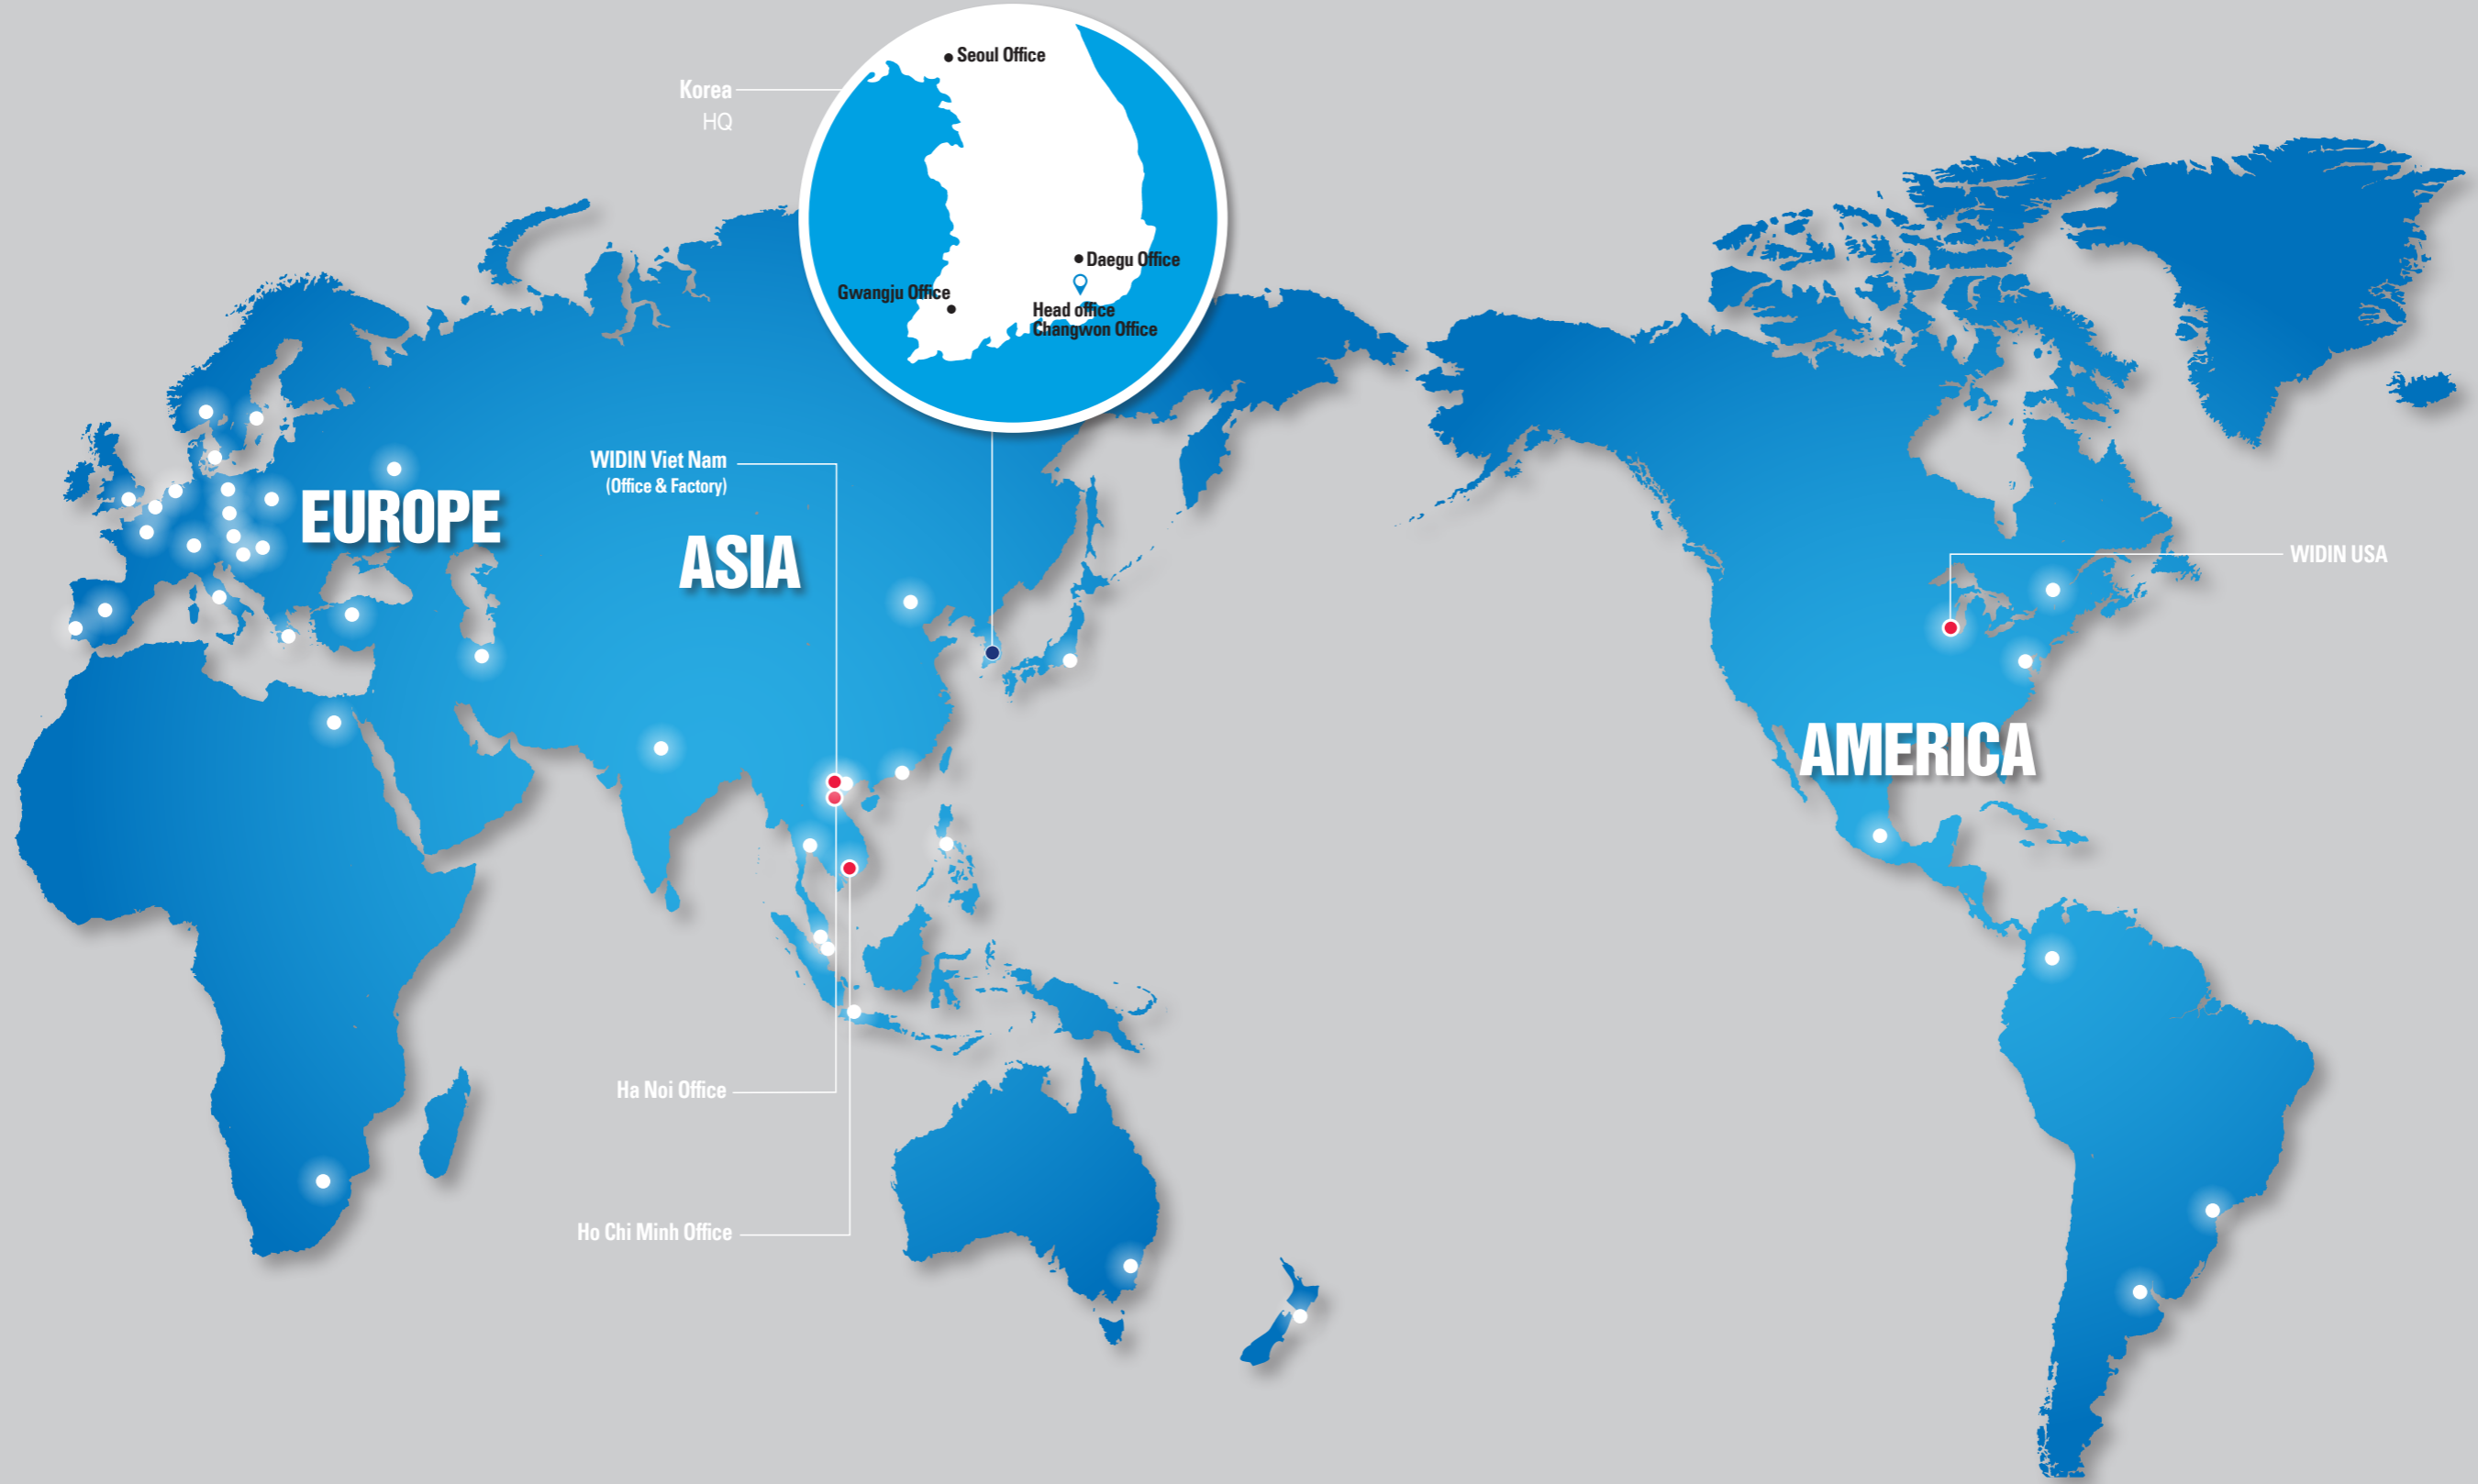 Seoul Office
Korea
HQ
Daegu Office
Gwangju Office
Head office
Changwon Office
WIDIN Viet Nam
(Office & Factory)
EUROPE
ASIA
WIDIN USA
AMERICA
Ha Noi Office
Ho Chi Minh Office